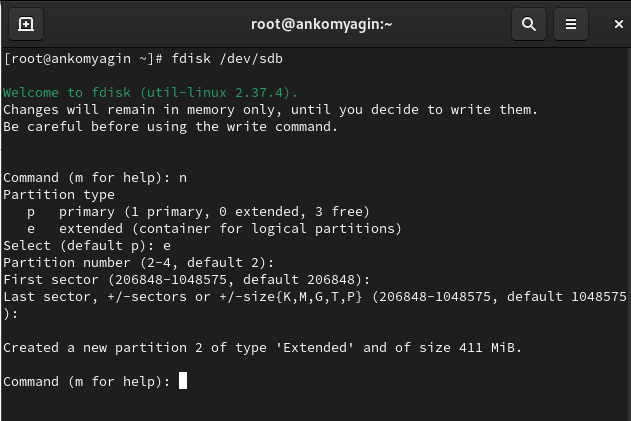 root@ankomyagin:~
[root@ankomyagin ~]# fdisk /dev/sdb
Welcome to fdisk (util-linux 2.37.4).
Changes will remain in memory only, until you decide to write them.
Be careful before using the write command.
Command (m for help): n
Partition type
   p   primary (1 primary, 0 extended, 3 free)
   e   extended (container for logical partitions)
Select (default p): e
Partition number (2-4, default 2):
First sector (206848-1048575, default 206848):
Last sector, +/-sectors or +/-size{K,M,G,T,P} (206848-1048575, default 1048575
):
Created a new partition 2 of type 'Extended' and of size 411 MiB.
Command (m for help):